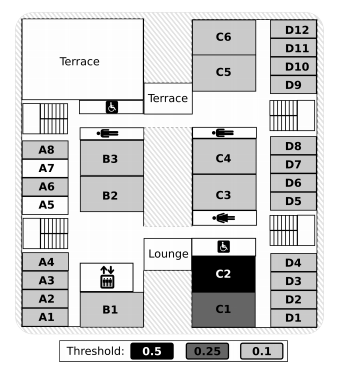 C6
D12
D11
Terrace
C5
D10
D9
Terrace
A8
B3
C4
D8
A7
D7
A6
B2
C3
D6
A5
D5
Lounge
A4
C2
D4
A3
D3
A2
B1
C1
D2
A1
D1
Threshold: 0.5 0.25 0.1